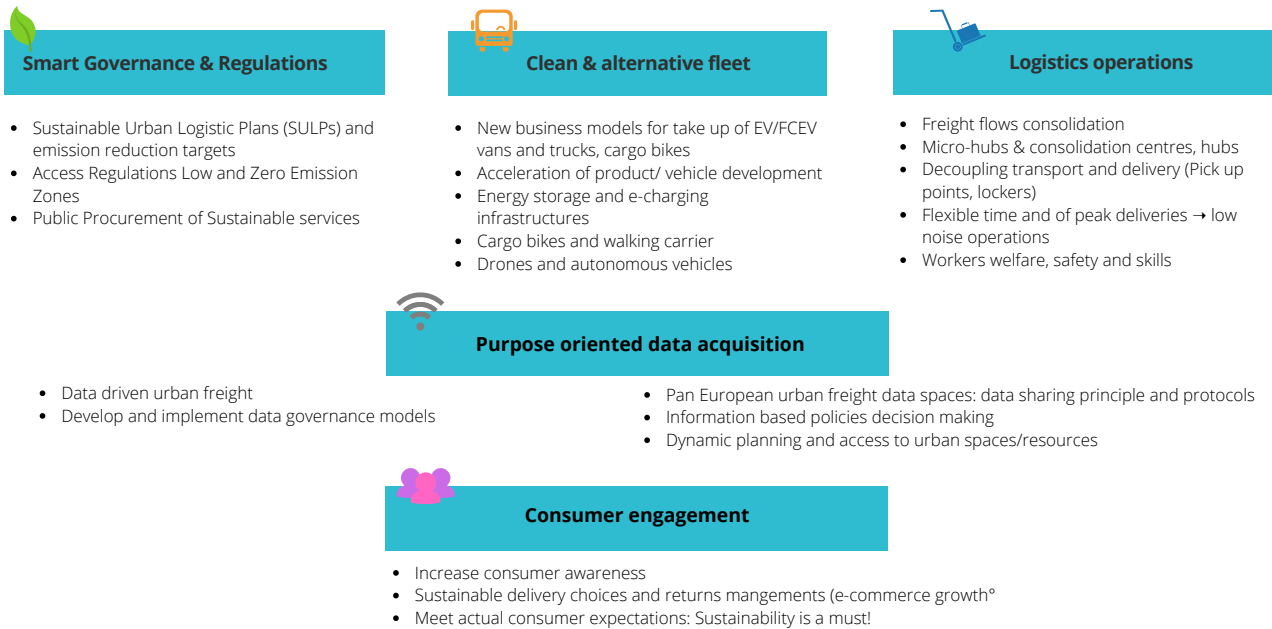 Smart Governance & Regulations
• Sustainable Urban Logistic Plans (SULPs) and
emission reduction targets
• Access Regulations Low and Zero Emission
Zones
• Public Procurement of Sustainable services
Clean & alternative fleet
• New business models for take up of EV/FCEV
vans and trucks, cargo bikes
• Acceleration of product/ vehicle development
• Energy storage and e-charging
infrastructures
• Cargo bikes and walking carrier
• Drones and autonomous vehicles
Logistics operations
• Freight flows consolidation
• Micro-hubs & consolidation centres, hubs
• Decoupling transport and delivery (Pick up
points, lockers)
• Flexible time and of peak deliveries → low
noise operations
• Workers welfare, safety and skills
Purpose oriented data acquisition
• Data driven urban freight
• Develop and implement data governance models
• Pan European urban freight data spaces: data sharing principle and protocols
• Information based policies decision making
• Dynamic planning and access to urban spaces/resources
Consumer engagement
• Increase consumer awareness
• Sustainable delivery choices and returns mangements (e-commerce growth°
• Meet actual consumer expectations: Sustainability is a must!